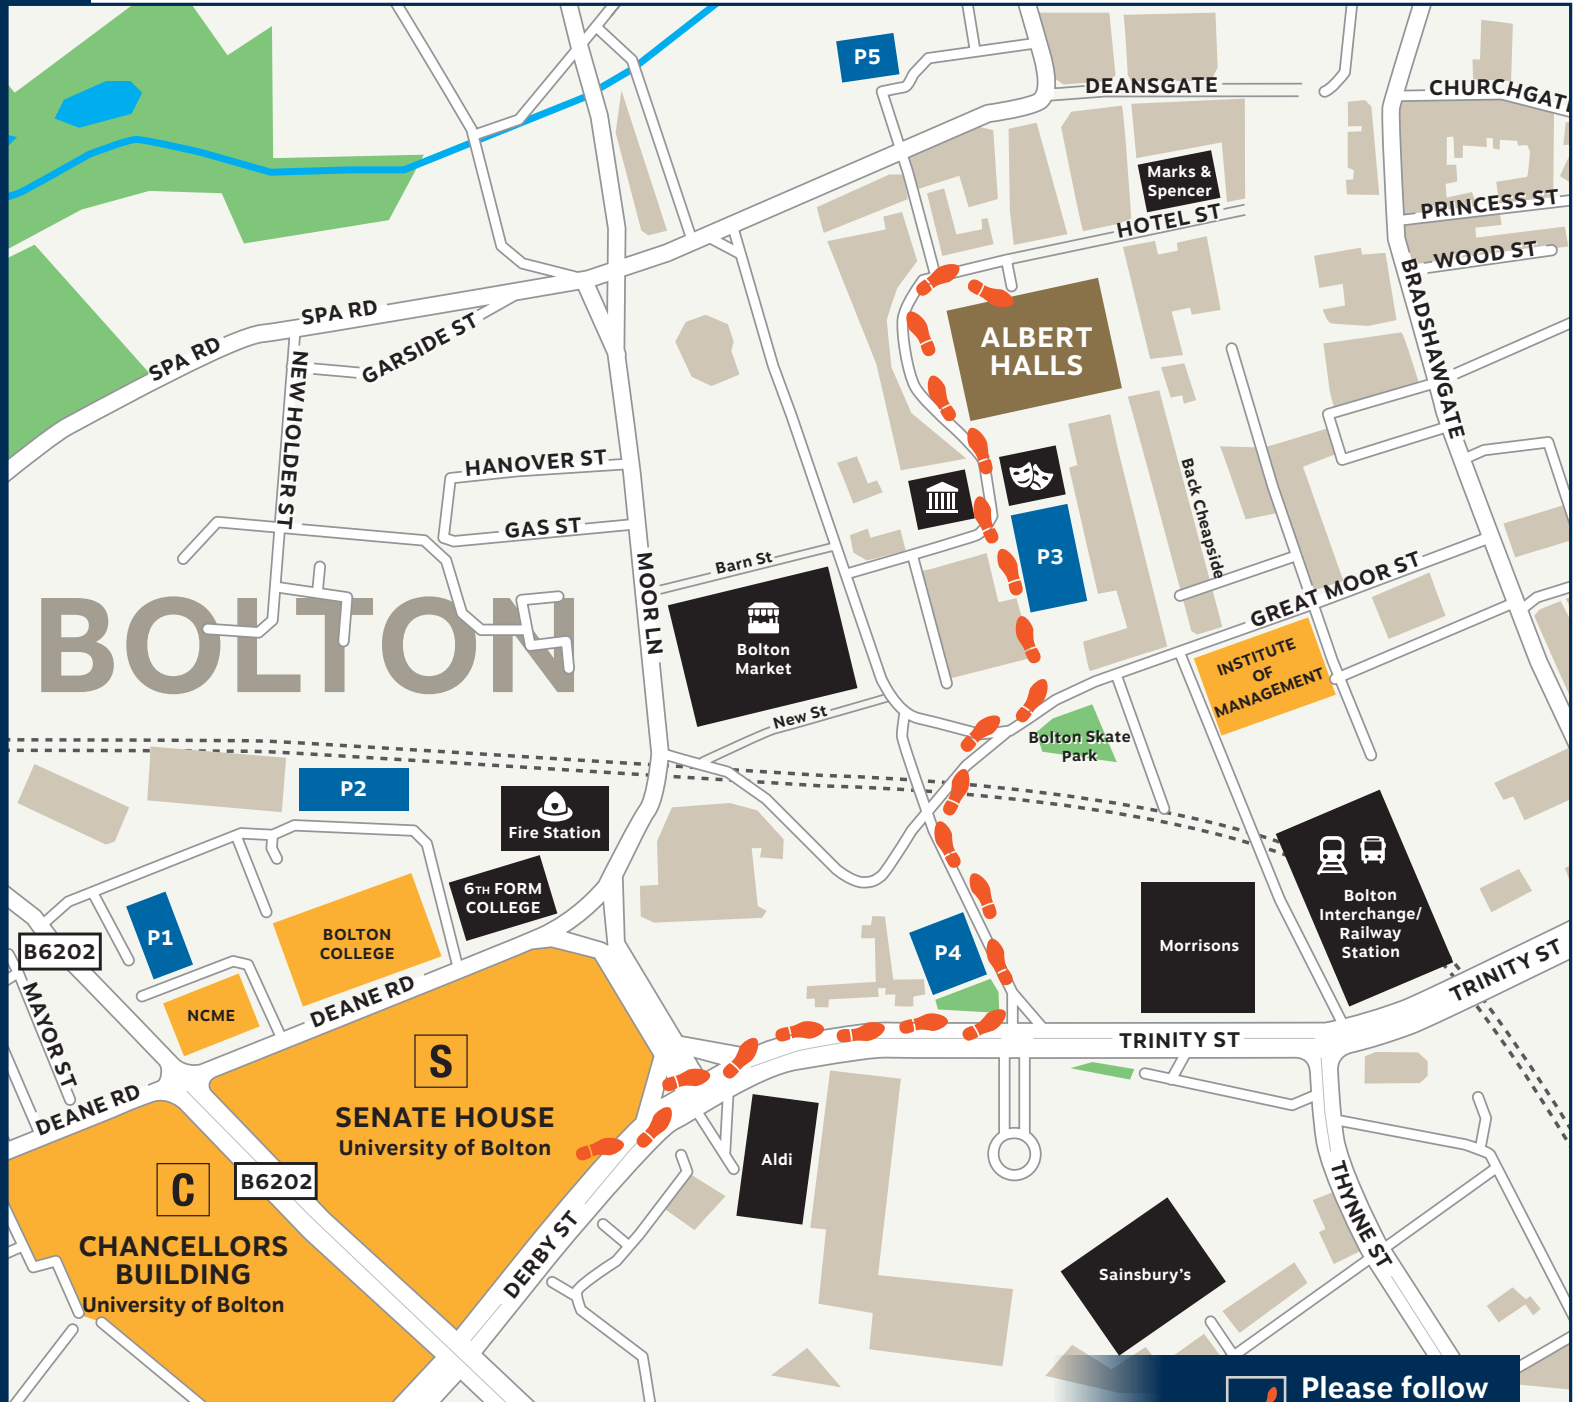 P5
DEANSGATE
CHURCHGAT
Marks &
Spencer
HOTEL ST
PRINCESS ST
WOOD ST
BRADSHAWGATE
SPA RD
SPA RD
GARSIDE ST
NEW HOLDER ST
ALBERT
HALLS
HANOVER ST
GAS ST
MOOR LN
Barn St
P3
Back Cheapside
GREAT MOOR ST
BOLTON
Bolton
Market
New St
INSTITUTE
OF
MANAGEMENT
Bolton Skate
Park
P2
Fire Station
6TH FORM
COLLEGE
P1
BOLTON
COLLEGE
B6202
NCME
DEANE RD
MAYOR ST
DEANE RD
P4
Morrisons
Bolton
Interchange/
Railway
Station
TRINITY ST
TRINITY ST
S
SENATE HOUSE
University of Bolton
B6202
C
CHANCELLORS
BUILDING
University of Bolton
DERBY ST
Aldi
Sainsbury's
THYNNE ST
Please follow